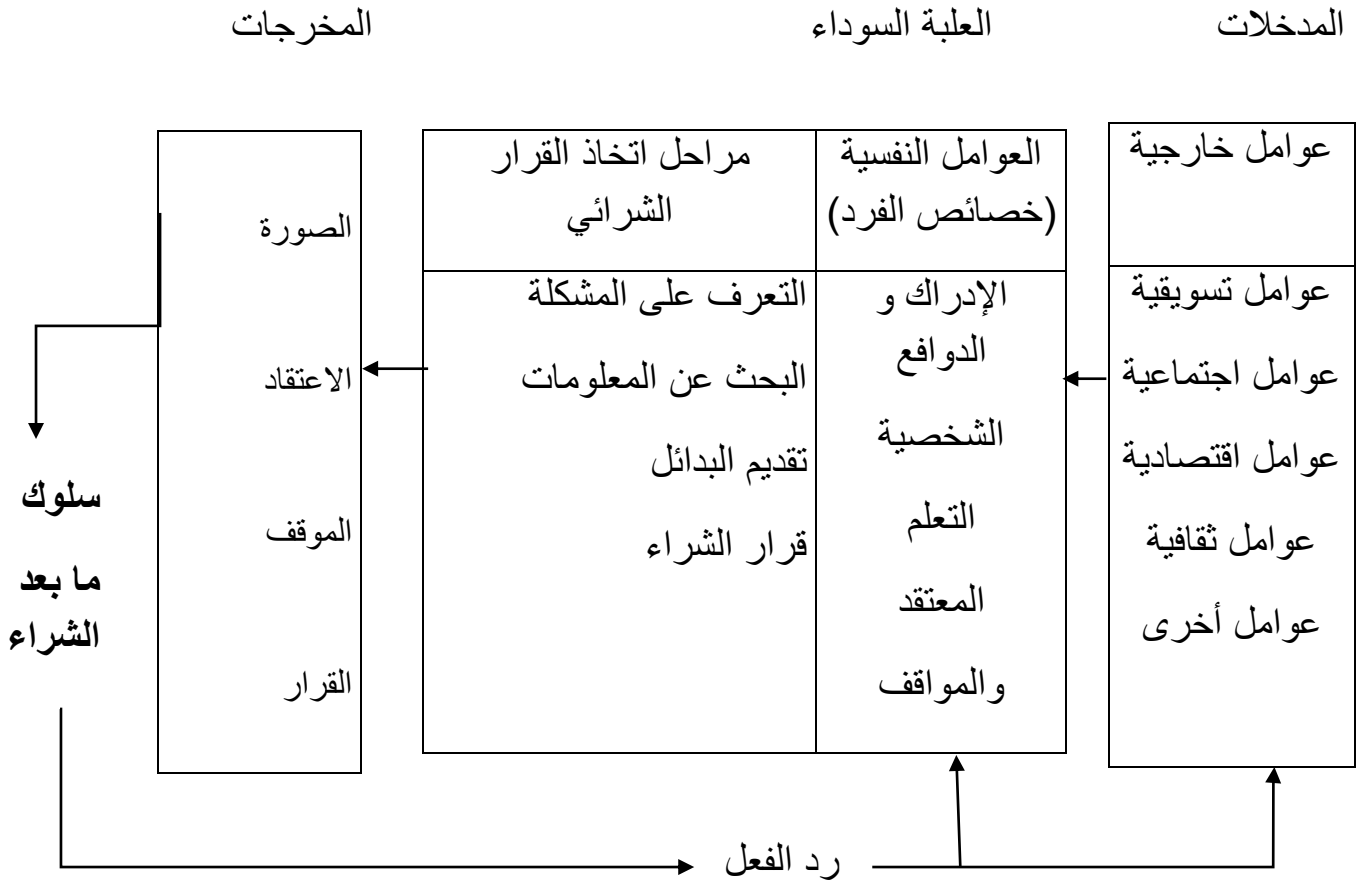 المدخلات
العلبة السوداء
المخرجات
عوامل خارجية
عوامل تسويقية
عوامل اجتماعية
عوامل اقتصادية
عوامل ثقافية
عوامل أخرى
العوامل النفسية
(خصائص الفرد)
الإدراك و
الدوافع
الشخصية
التعلم
المعتقد
والمواقف
مراحل اتخاذ القرار
الشرائي
التعرف على المشكلة
البحث عن المعلومات
تقديم البدائل
قرار الشراء
الصورة
الاعتقاد
الموقف
القرار
سلوك
ما بعد
الشراء
رد الفعل